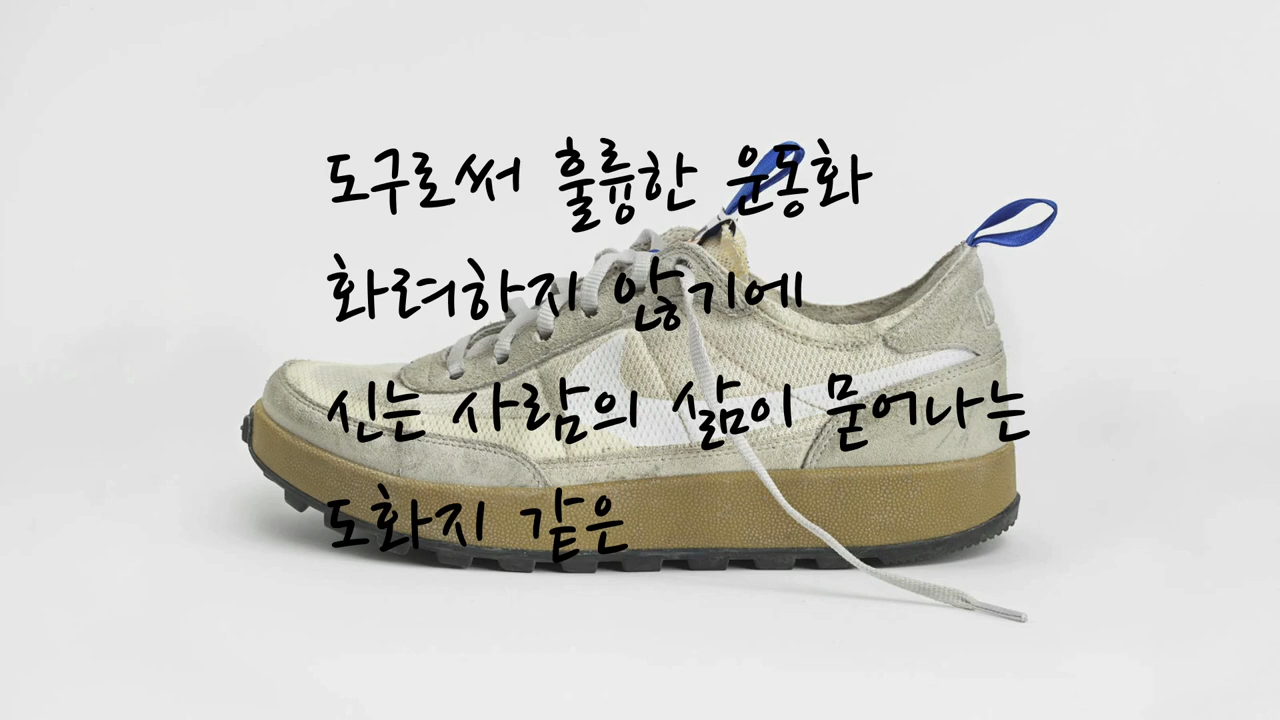 도구로써 훌륭한 운동화
화려하지 않기에
신는 사람의 삶이 묻어나는
도화지 같은